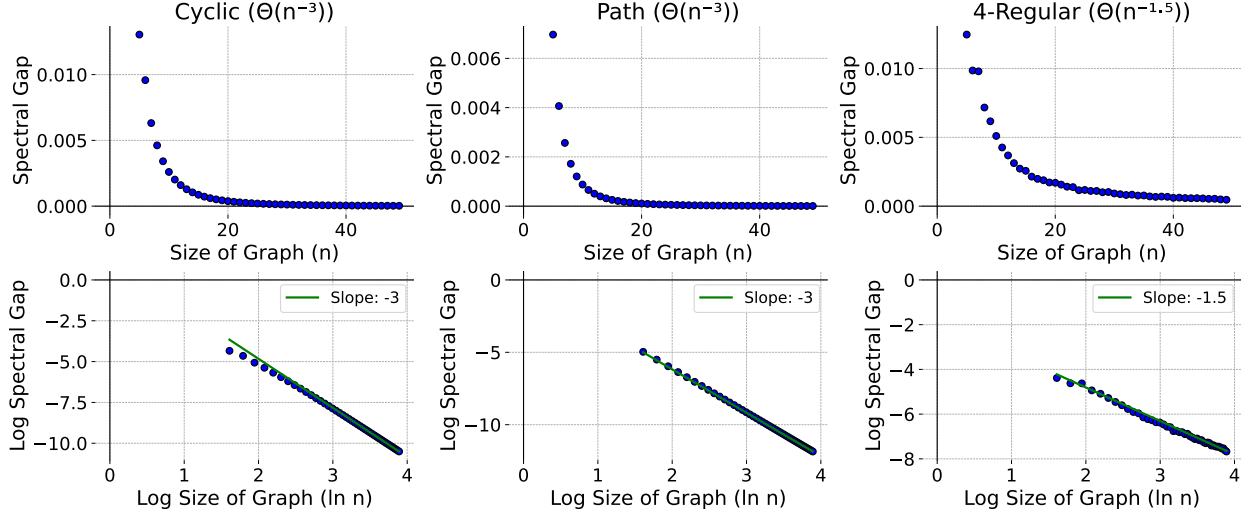 Cyclic (Θ(n⁻³))
Spectral Gap
0.010
0.005
0.000
0
20
40
Size of Graph (n)
Path (Θ(n⁻³))
Spectral Gap
0.006
0.004
0.002
0.000
0
20
40
Size of Graph (n)
4-Regular (Θ(n⁻¹·⁵))
Spectral Gap
0.010
0.005
0.000
0
20
40
Size of Graph (n)
Log Spectral Gap
0.0
−2.5
−5.0
−7.5
−10.0
0
1
2
3
4
Log Size of Graph (ln n)
Slope: -3
Log Spectral Gap
0
−5
−10
0
1
2
3
4
Log Size of Graph (ln n)
Slope: -3
Log Spectral Gap
0
−2
−4
−6
−8
0
1
2
3
4
Log Size of Graph (ln n)
Slope: -1.5